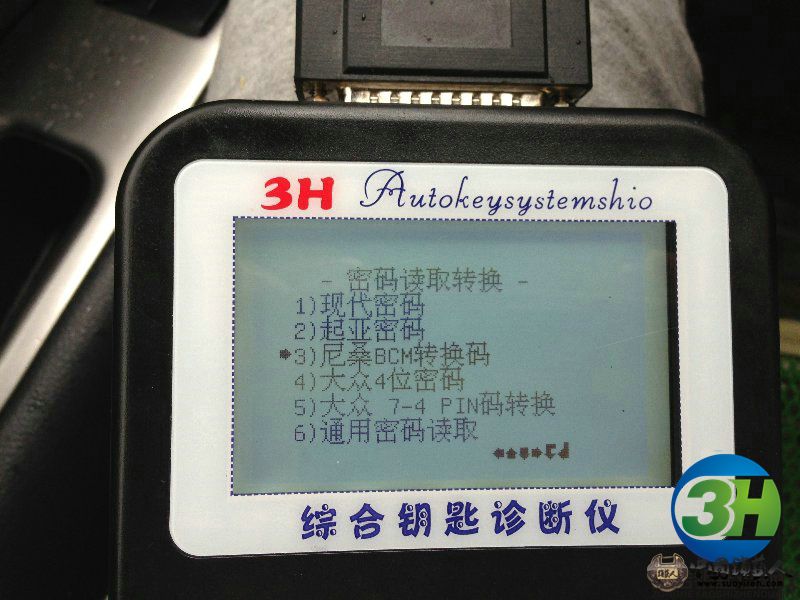 3H Autokeysystemshio
- 密码读取转换 -
1)现代密码
2)起亚密码
3)尼桑BCM转换码
4)大众4位密码
5)大众 7-4 PIN码转换
6)通用密码读取
综合钥匙诊断仪
3H